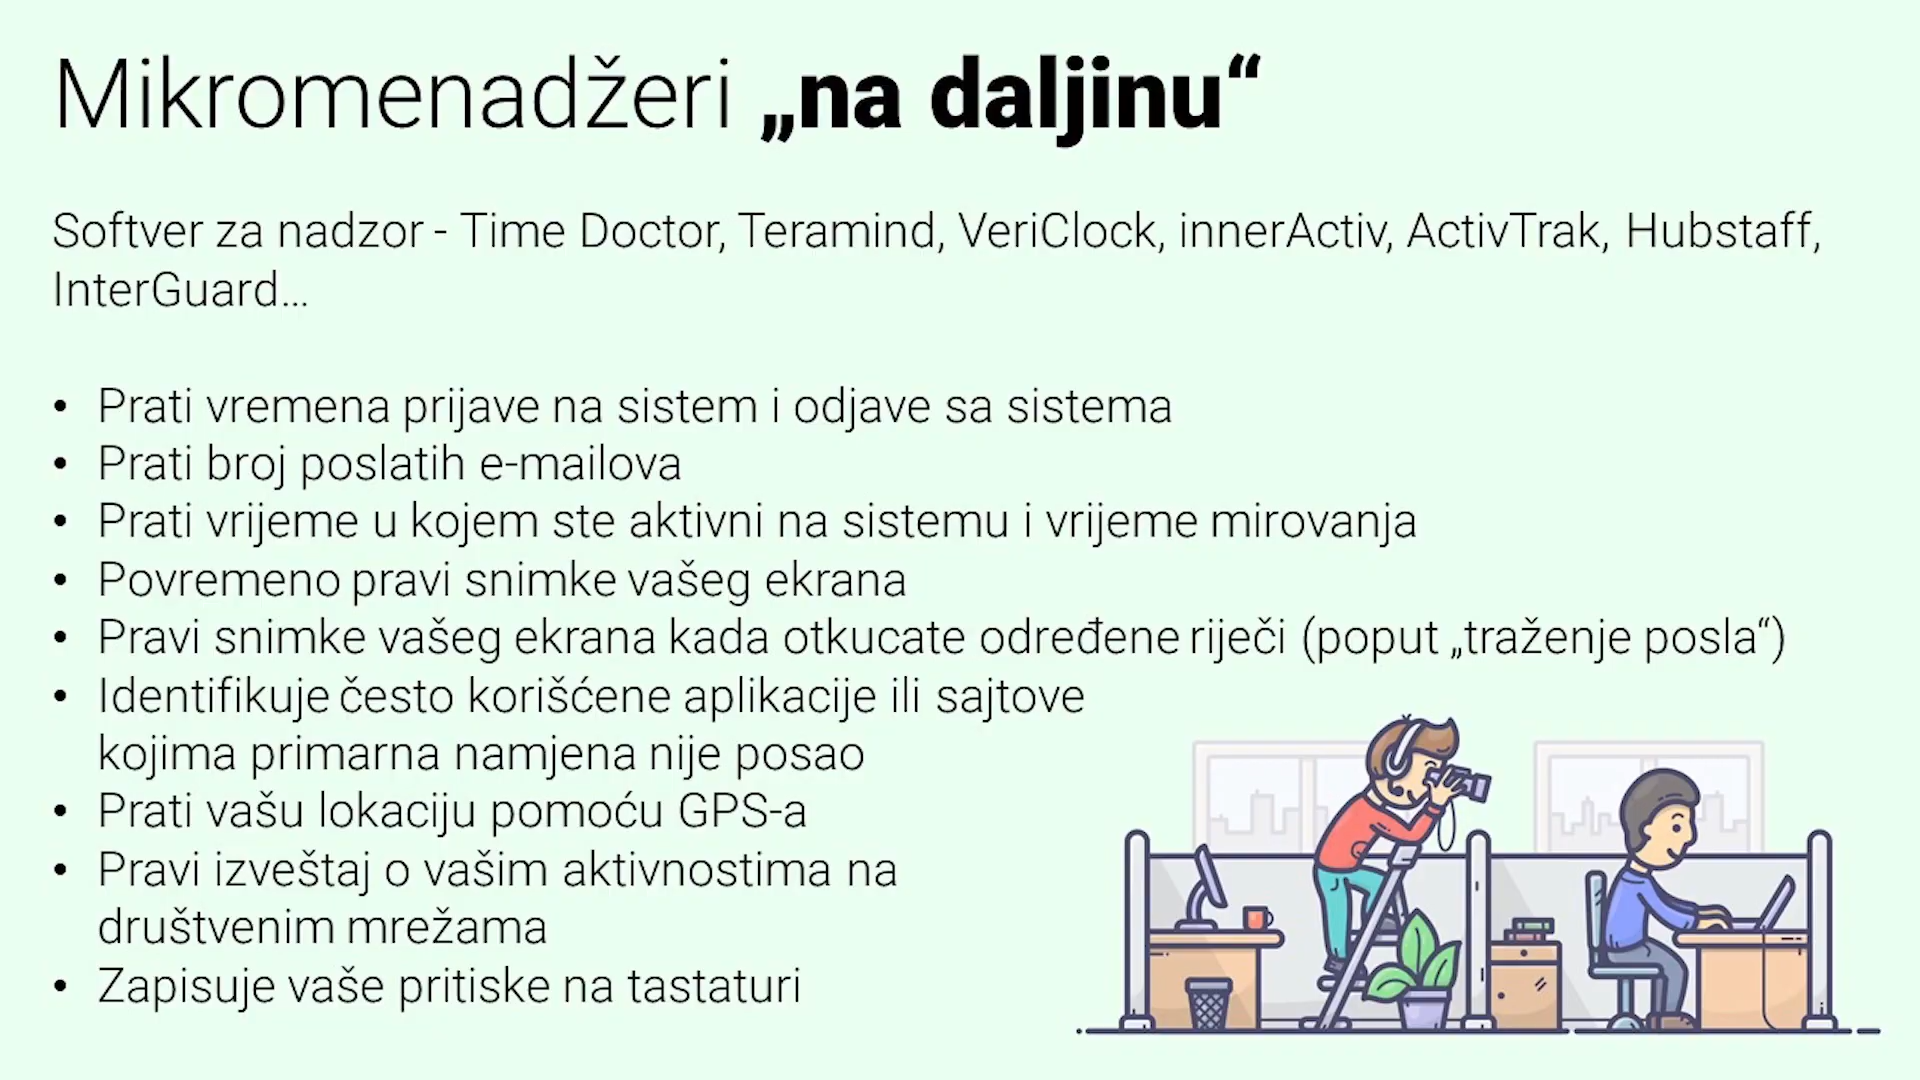 Mikromenadžeri „na daljinu“
Softver za nadzor - Time Doctor, Teramind, VeriClock, innerActiv, ActivTrak, Hubstaff,
InterGuard…
• Prati vremena prijave na sistem i odjave sa sistema
• Prati broj poslatih e-mailova
• Prati vrijeme u kojem ste aktivni na sistemu i vrijeme mirovanja
• Povremeno pravi snimke vašeg ekrana
• Pravi snimke vašeg ekrana kada otkucate određene riječi (poput „traženje posla“)
• Identifikuje često korišćene aplikacije ili sajtove
kojima primarna namjena nije posao
• Prati vašu lokaciju pomoću GPS-a
• Pravi izveštaj o vašim aktivnostima na
društvenim mrežama
• Zapisuje vaše pritiske na tastaturi